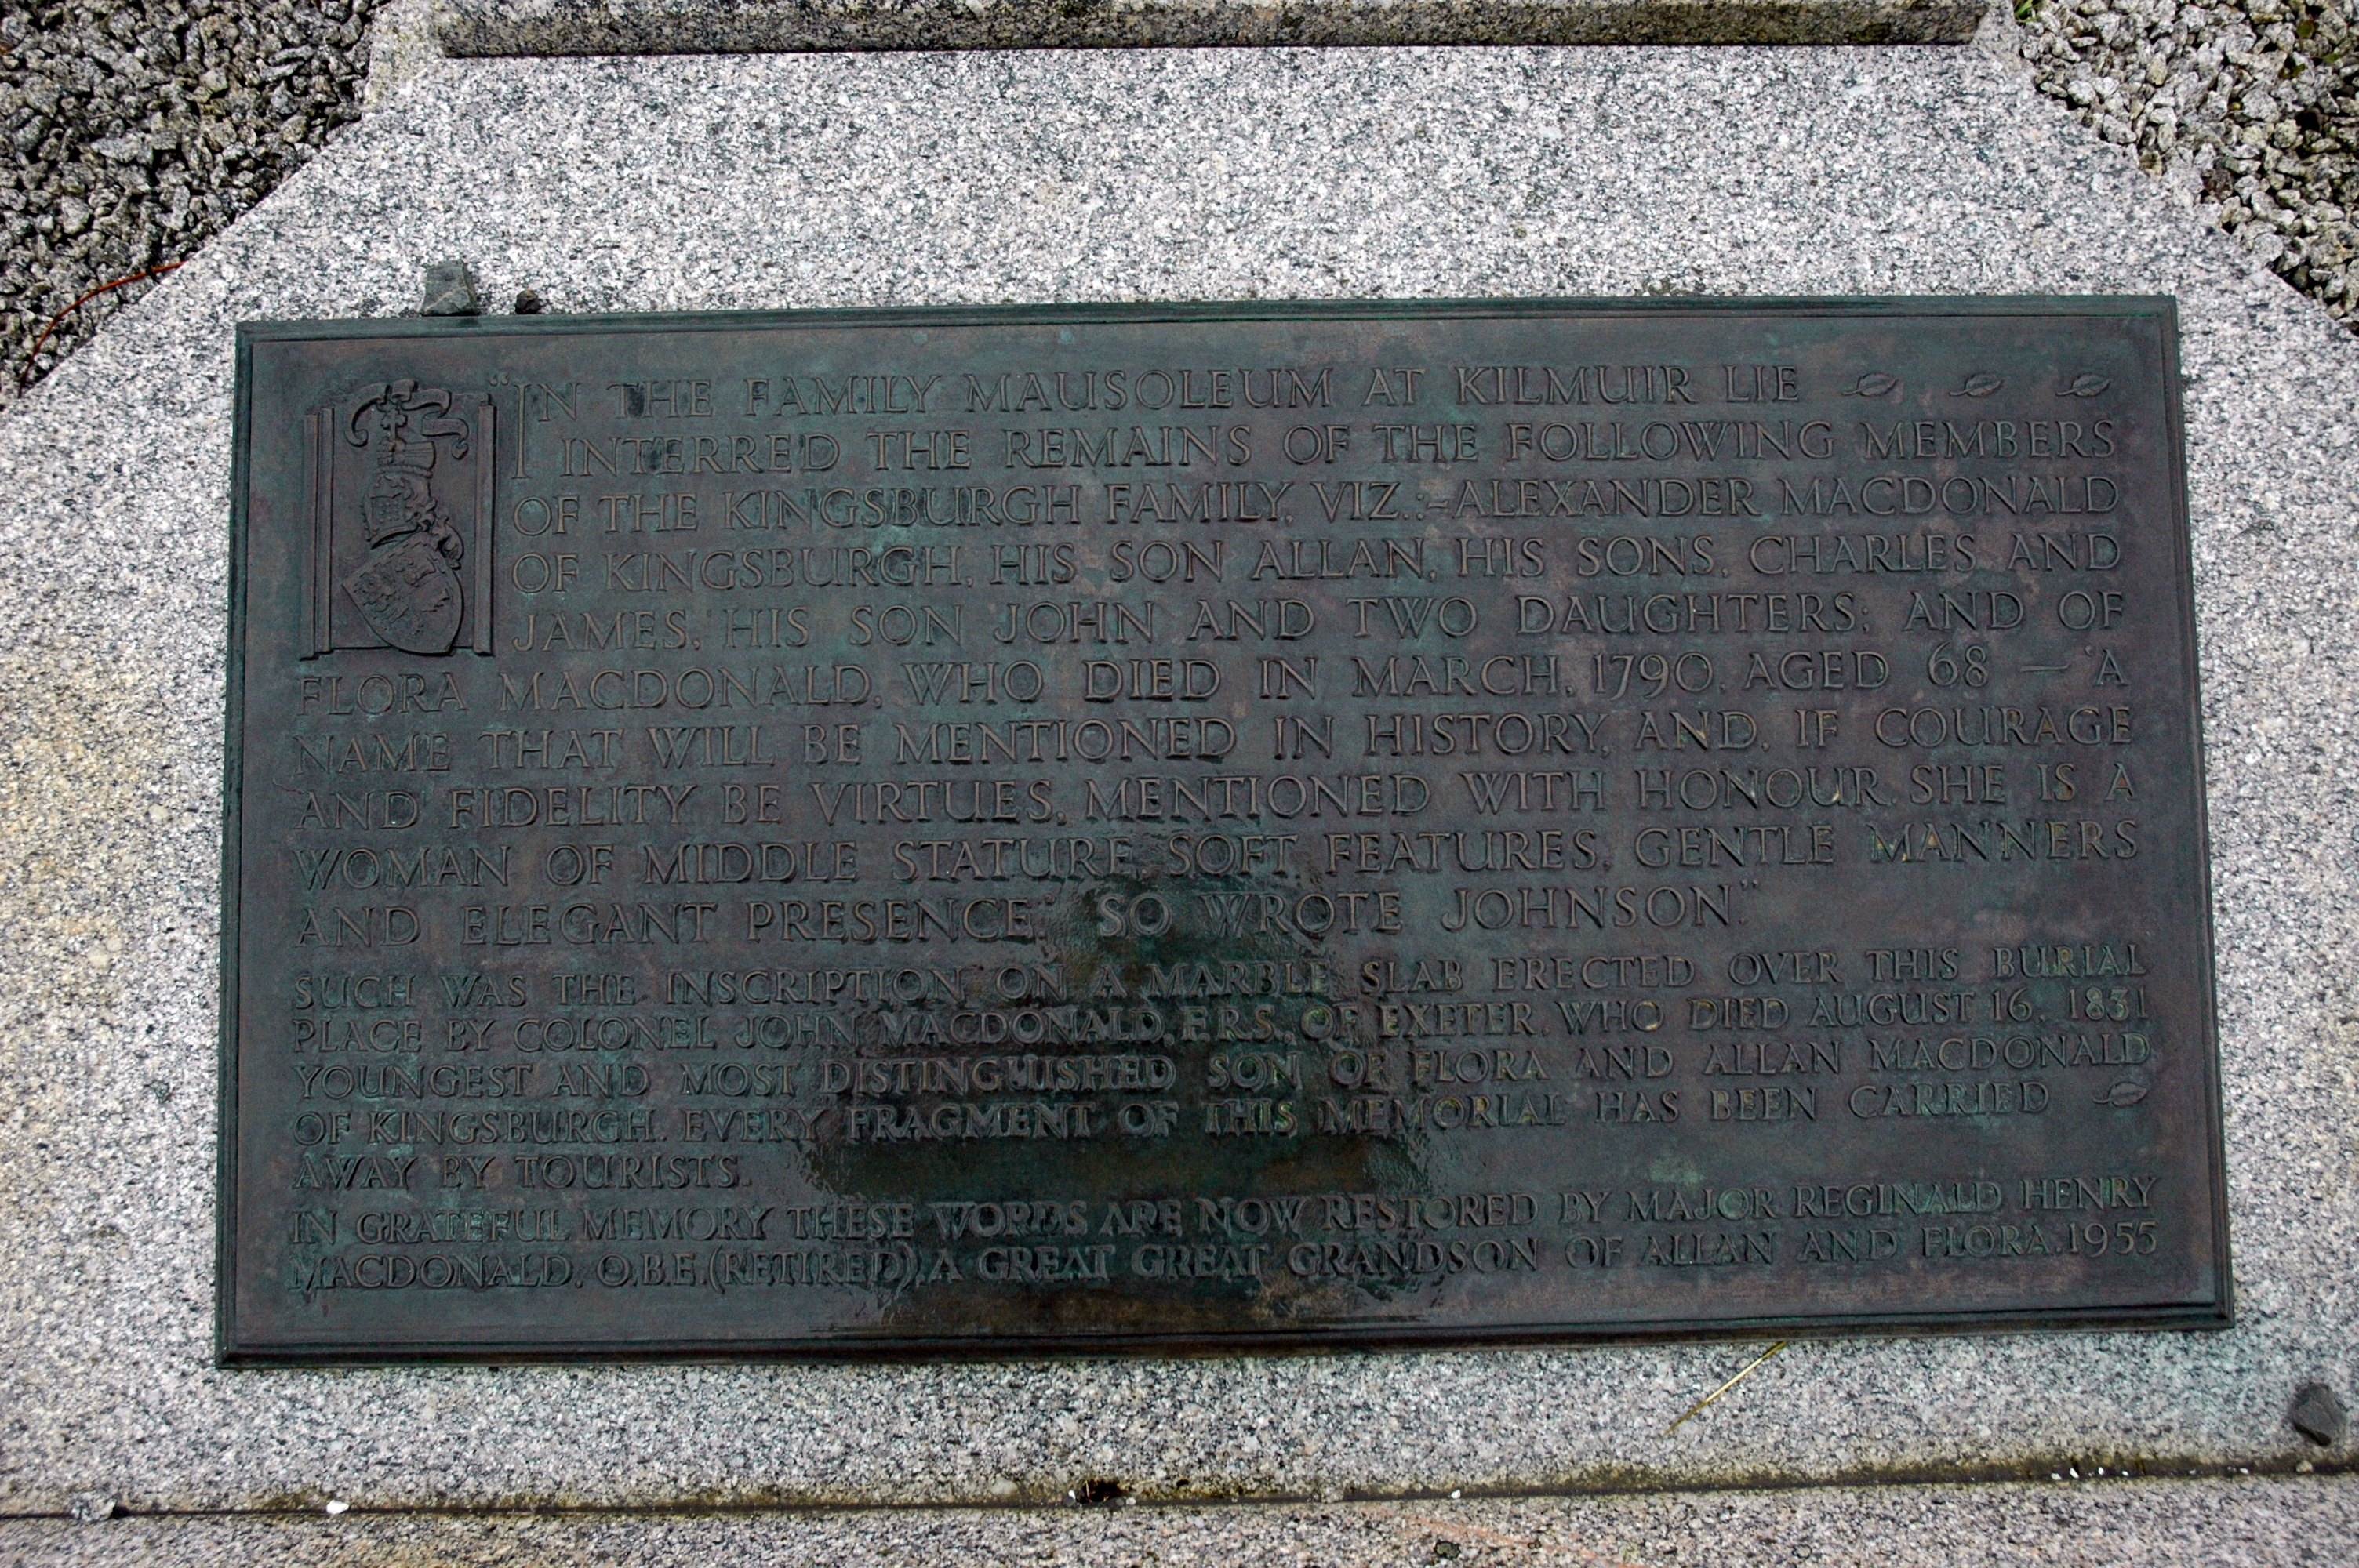 "IN THE FAMILY MAUSOLEUM AT KILMUIR LIE
INTERRED THE REMAINS OF THE FOLLOWING MEMBERS
OF THE KINGSBURGH FAMILY, VIZ.:-ALEXANDER MACDONALD
OF KINGSBURGH, HIS SON ALLAN, HIS SONS, CHARLES AND
JAMES, HIS SON JOHN AND TWO DAUGHTERS; AND OF
FLORA MACDONALD, WHO DIED IN MARCH, 1790, AGED 68 — 'A
NAME THAT WILL BE MENTIONED IN HISTORY, AND, IF COURAGE
AND FIDELITY BE VIRTUES, MENTIONED WITH HONOUR. SHE IS A
WOMAN OF MIDDLE STATURE, SOFT FEATURES, GENTLE MANNERS
AND ELEGANT PRESENCE.' SO WROTE JOHNSON."
SUCH WAS THE INSCRIPTION ON A MARBLE SLAB ERECTED OVER THIS BURIAL
PLACE BY COLONEL JOHN MACDONALD, F.R.S., OF EXETER, WHO DIED AUGUST 16, 1831
YOUNGEST AND MOST DISTINGUISHED SON OF FLORA AND ALLAN MACDONALD
OF KINGSBURGH. EVERY FRAGMENT OF THIS MEMORIAL HAS BEEN CARRIED
AWAY BY TOURISTS.
IN GRATEFUL MEMORY THESE WORDS ARE NOW RESTORED BY MAJOR REGINALD HENRY
MACDONALD, O.B.E.(RETIRED), A GREAT GREAT GRANDSON OF ALLAN AND FLORA, 1955